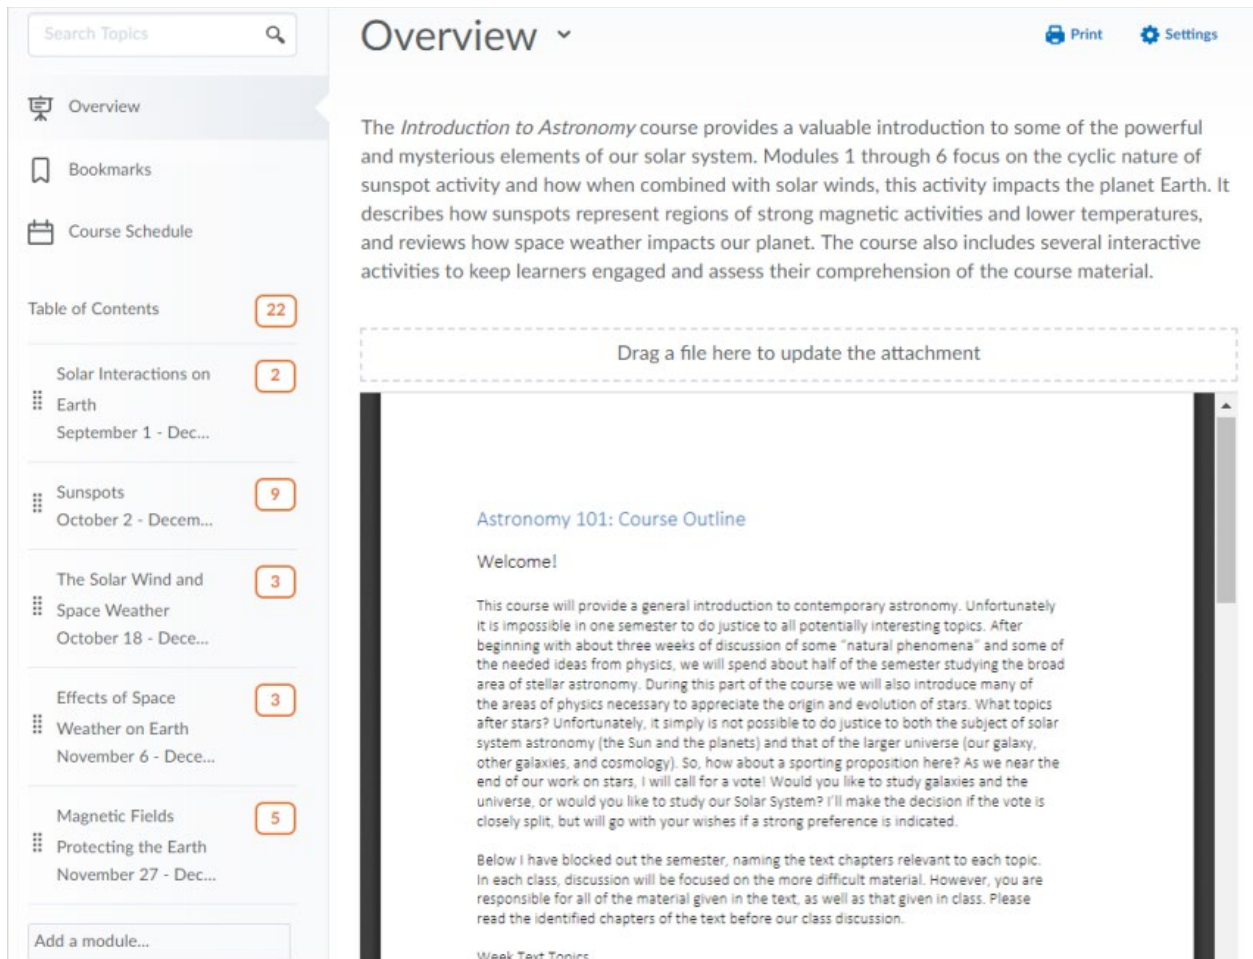 Search Topics
Overview
Bookmarks
Course Schedule
Table of Contents 22
Solar Interactions on 2
Earth
September 1 - Dec...
Sunspots 9
October 2 - Decem...
The Solar Wind and 3
Space Weather
October 18 - Dece...
Effects of Space 3
Weather on Earth
November 6 - Dece...
Magnetic Fields 5
Protecting the Earth
November 27 - Dec...
Add a module...
Overview
Print Settings
The Introduction to Astronomy course provides a valuable introduction to some of the powerful
and mysterious elements of our solar system. Modules 1 through 6 focus on the cyclic nature of
sunspot activity and how when combined with solar winds, this activity impacts the planet Earth. It
describes how sunspots represent regions of strong magnetic activities and lower temperatures,
and reviews how space weather impacts our planet. The course also includes several interactive
activities to keep learners engaged and assess their comprehension of the course material.
Drag a file here to update the attachment
Astronomy 101: Course Outline
Welcome!
This course will provide a general introduction to contemporary astronomy. Unfortunately
it is impossible in one semester to do justice to all potentially interesting topics. After
beginning with about three weeks of discussion of some "natural phenomena" and some of
the needed ideas from physics, we will spend about half of the semester studying the broad
area of stellar astronomy. During this part of the course we will also introduce many of
the areas of physics necessary to appreciate the origin and evolution of stars. What topics
after stars? Unfortunately, it simply is not possible to do justice to both the subject of solar
system astronomy (the Sun and the planets) and that of the larger universe (our galaxy,
other galaxies, and cosmology). So, how about a sporting proposition here? As we near the
end of our work on stars, I will call for a vote! Would you like to study galaxies and the
universe, or would you like to study our Solar System? I'll make the decision if the vote is
closely split, but will go with your wishes if a strong preference is indicated.
Below I have blocked out the semester, naming the text chapters relevant to each topic.
In each class, discussion will be focused on the more difficult material. However, you are
responsible for all of the material given in the text, as well as that given in class. Please
read the identified chapters of the text before our class discussion.
Week Text Topics